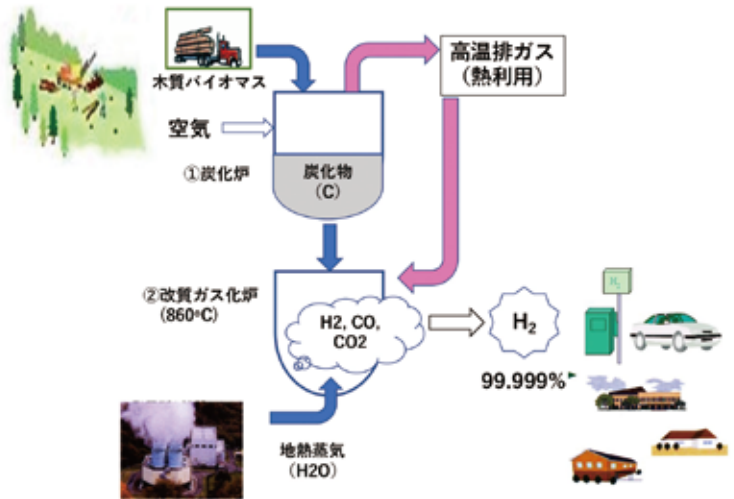 木質バイオマス
高温排ガス
(熱利用)
空気
①炭化炉
炭化物
(C)
②改質ガス化炉
(860℃)
H2, CO,
CO2
H₂
H₂
99.999%
地熱蒸気
(H2O)